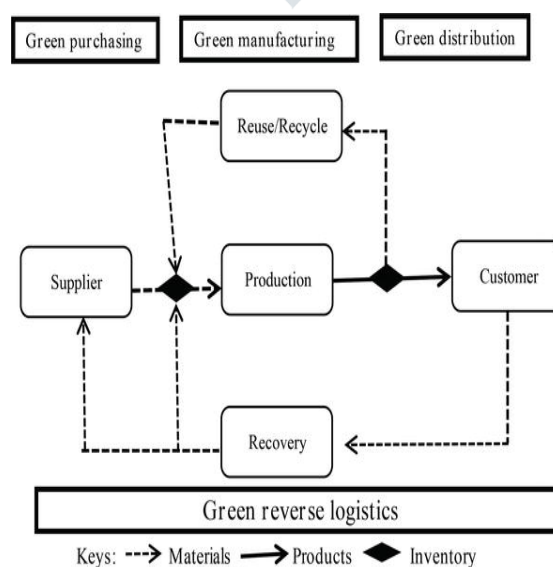 Green purchasing
Green manufacturing
Green distribution
Reuse/Recycle
Supplier
Production
Customer
Recovery
Green reverse logistics
Keys: Materials Products Inventory